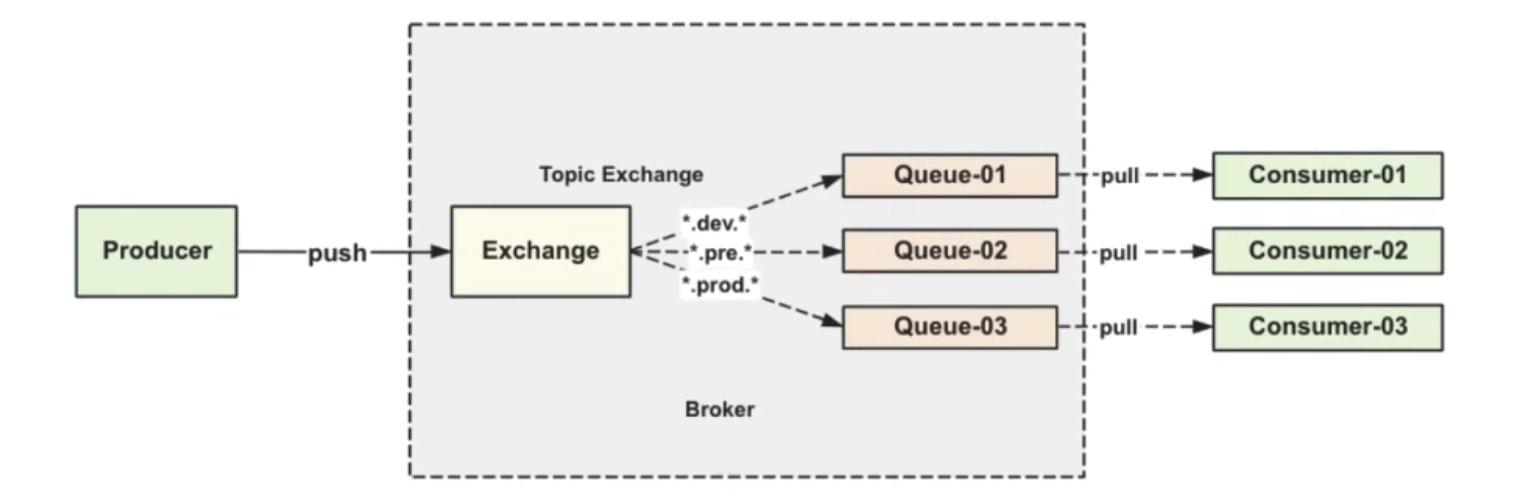 Topic Exchange
Producer
push
Exchange
*.dev.*
*.pre.*
*.prod.*
Queue-01
pull
Consumer-01
Queue-02
pull
Consumer-02
Queue-03
pull
Consumer-03
Broker